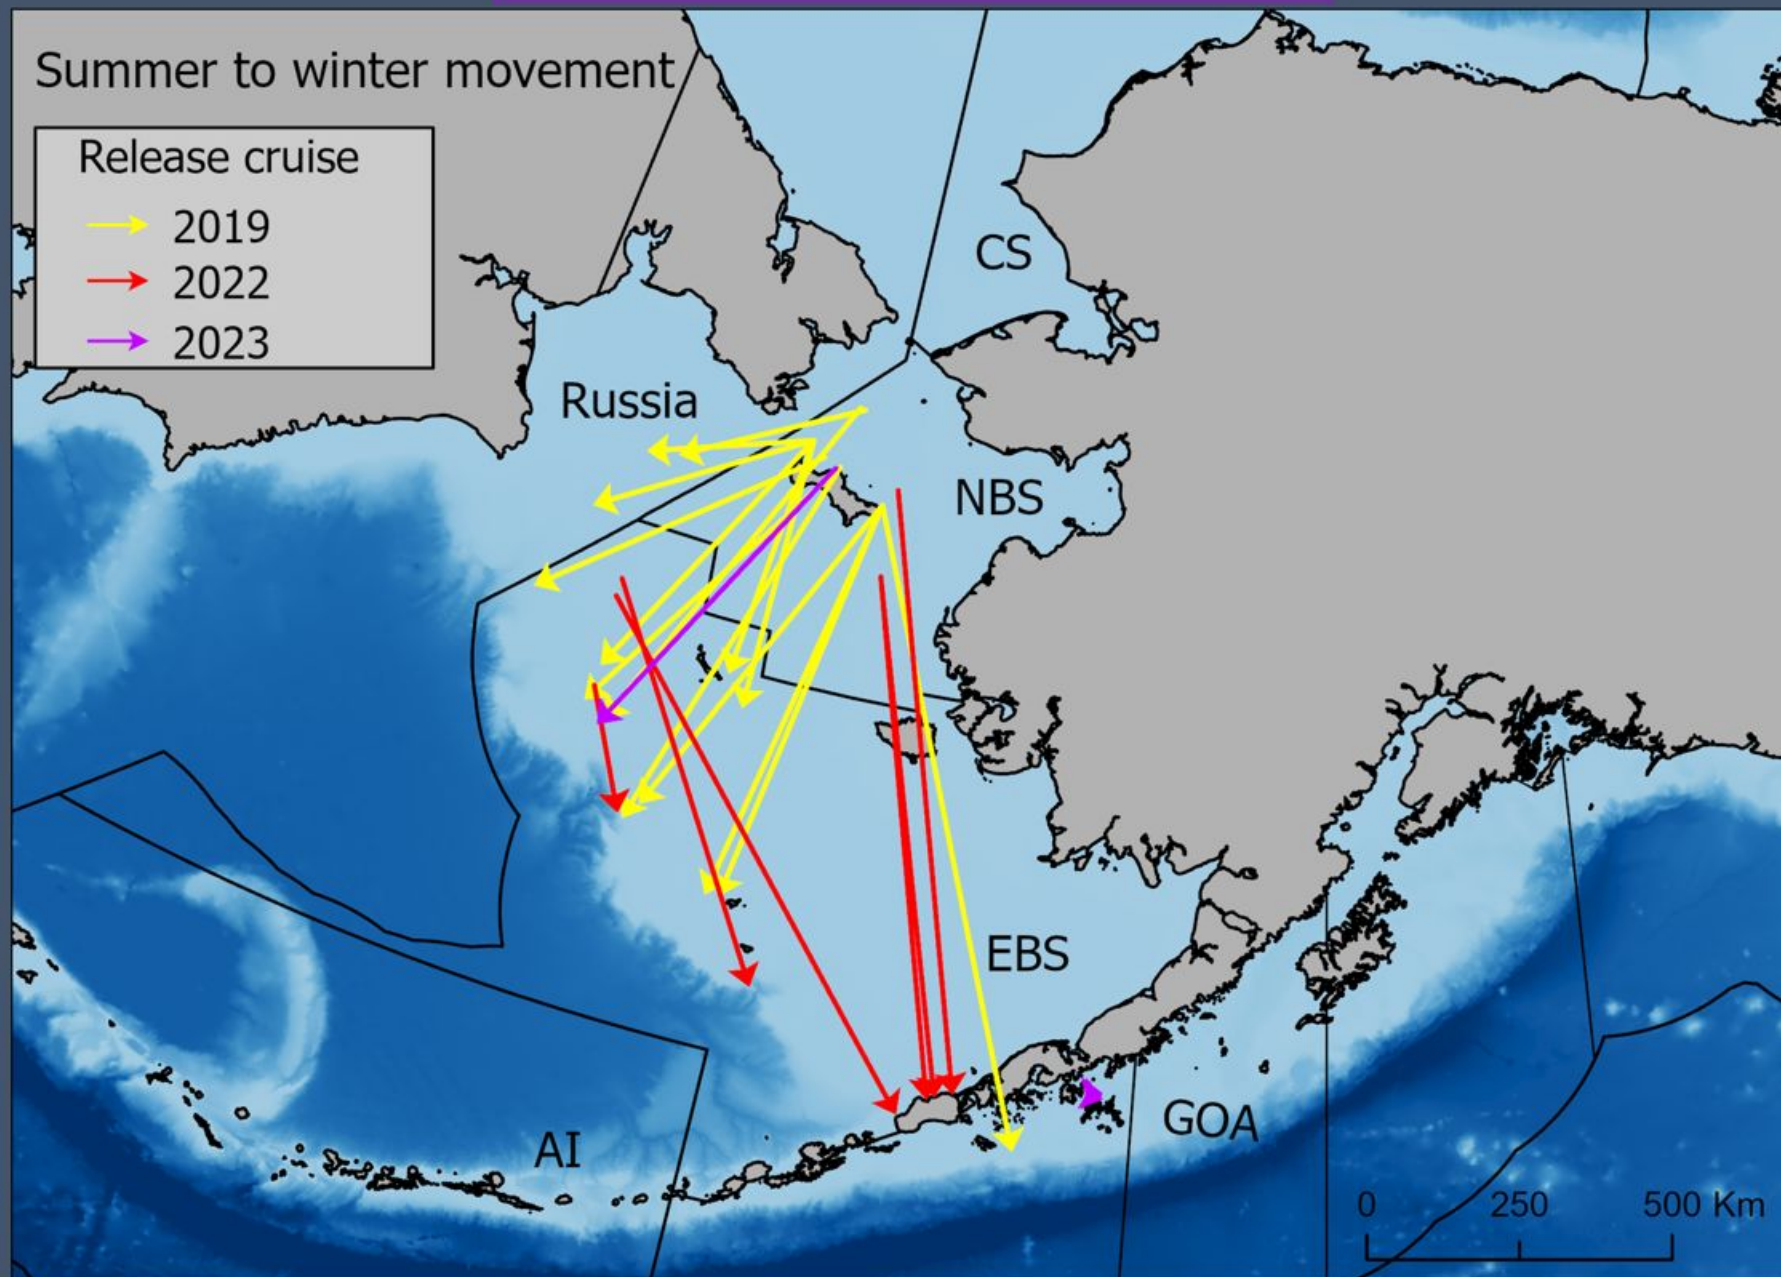 Summer to winter movement
Release cruise
2019
2022
2023
CS
Russia
NBS
EBS
GOA
AI
0 250 500 Km